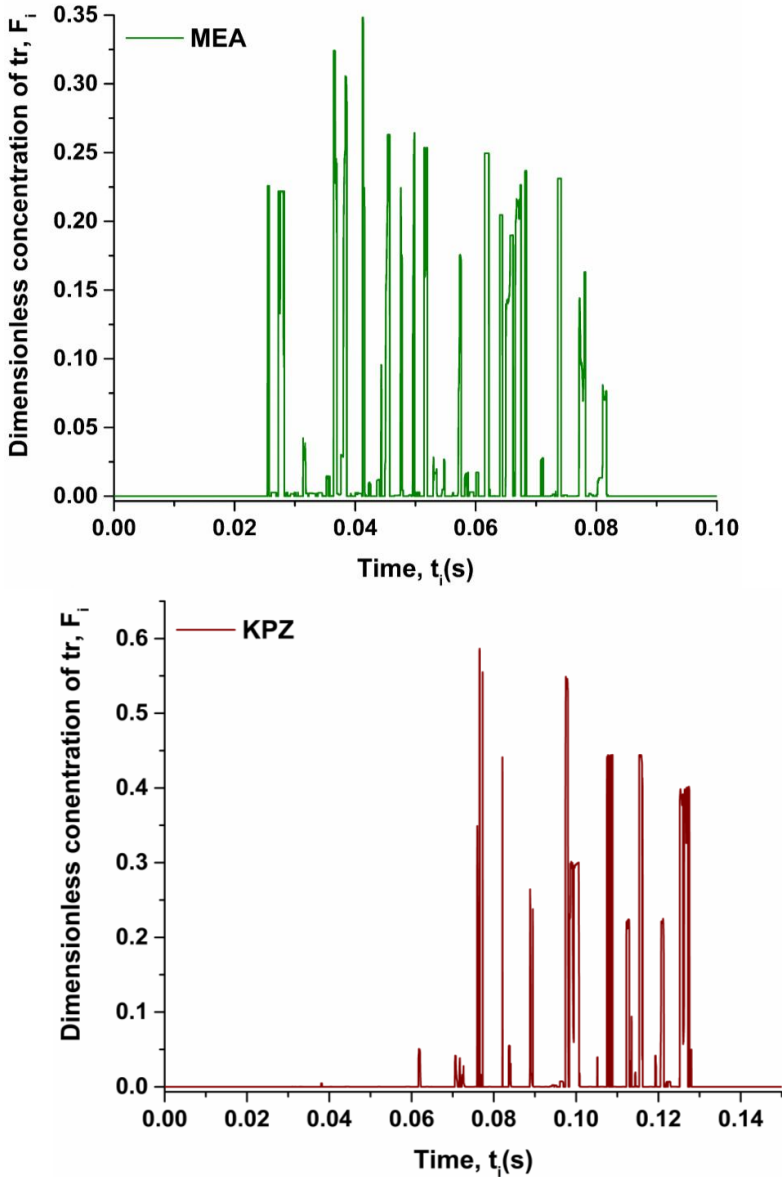 Dimensionless concentration of tr, Fᵢ
MEA
0.35
0.30
0.25
0.20
0.15
0.10
0.05
0.00
0.00 0.02 0.04 0.06 0.08 0.10
Time, tᵢ(s)
Dimensionless conentration of tr, Fᵢ
KPZ
0.6
0.5
0.4
0.3
0.2
0.1
0.0
0.00 0.02 0.04 0.06 0.08 0.10 0.12 0.14
Time, tᵢ(s)